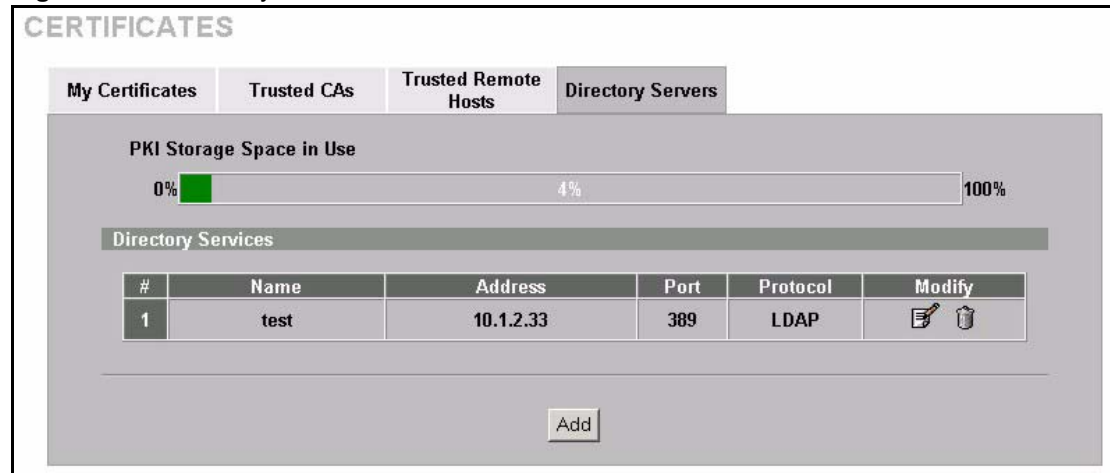 CERTIFICATES
My Certificates
Trusted CAs
Trusted Remote
Hosts
Directory Servers
PKI Storage Space in Use
0% 4% 100%
Directory Services
# Name Address Port Protocol Modify
1 test 10.1.2.33 389 LDAP
Add